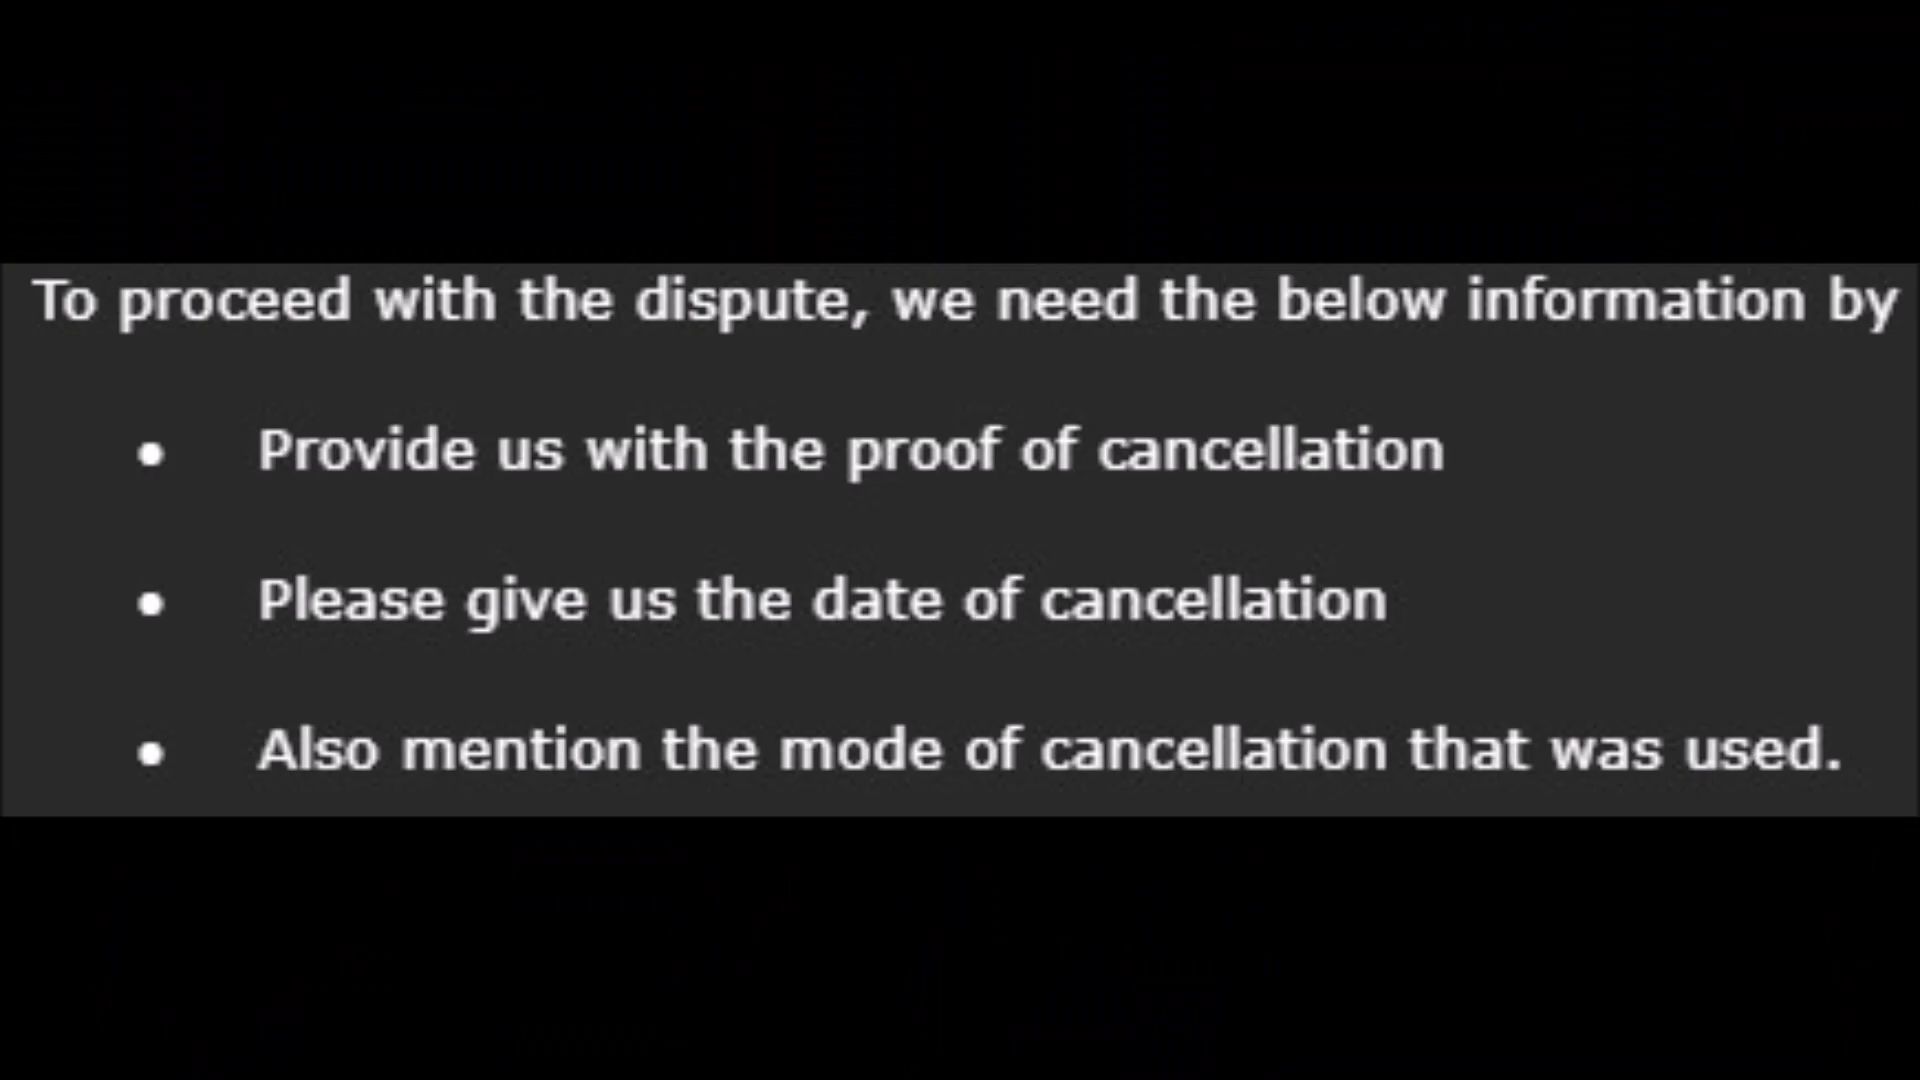 To proceed with the dispute, we need the below information by
• Provide us with the proof of cancellation
• Please give us the date of cancellation
• Also mention the mode of cancellation that was used.